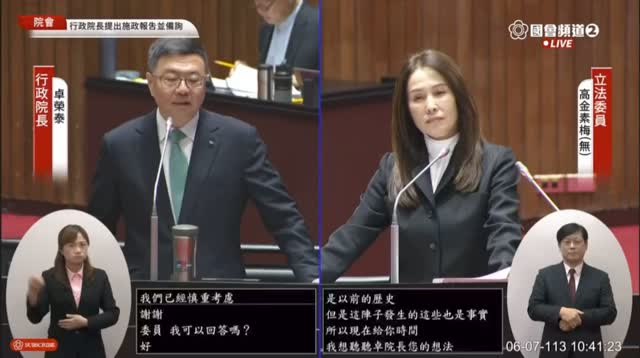 院會
行政院長提出施政報告並備詢
國會頻道2
LIVE
行政院長
卓榮泰
立法委員
高金素梅(無)
我們已經慎重考慮
謝謝
委員 我可以回答嗎？
好
是以前的歷史
但是這陣子發生的這些也是事實
所以現在給你時間
我想聽聽卓院長您的想法
SUBSCRIBE
06-07-113 10:41:23